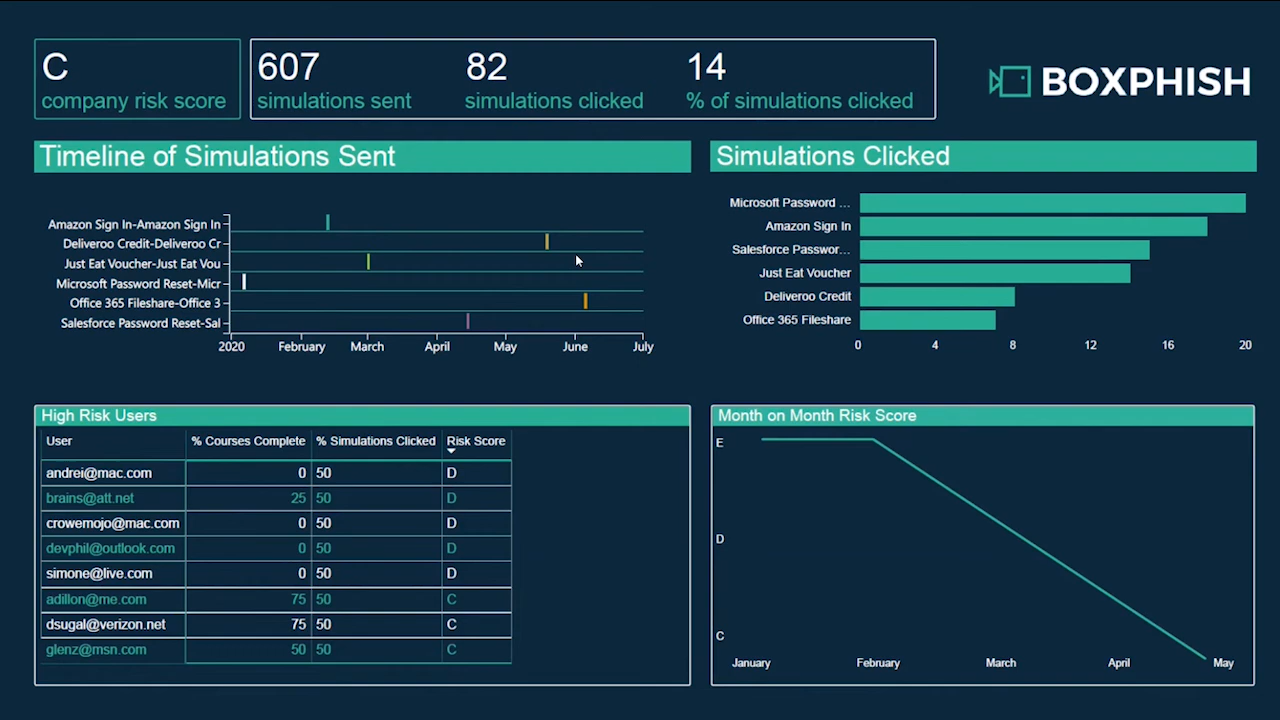 C
company risk score
607
simulations sent
82
simulations clicked
14
% of simulations clicked
BOXPHISH
Timeline of Simulations Sent
Amazon Sign In-Amazon Sign In
Deliveroo Credit-Deliveroo Cr
Just Eat Voucher-Just Eat Vou
Microsoft Password Reset-Micr
Office 365 Fileshare-Office 3
Salesforce Password Reset-Sal
2020 February March April May June July
Simulations Clicked
Microsoft Password ...
Amazon Sign In
Salesforce Passwor...
Just Eat Voucher
Deliveroo Credit
Office 365 Fileshare
0 4 8 12 16 20
High Risk Users
User % Courses Complete % Simulations Clicked Risk Score
andrei@mac.com 0 50 D
brains@att.net 25 50 D
crowemojo@mac.com 0 50 D
devphil@outlook.com 0 50 D
simone@live.com 0 50 D
adillon@me.com 75 50 C
dsugal@verizon.net 75 50 C
glenz@msn.com 50 50 C
Month on Month Risk Score
E
D
C
January February March April May